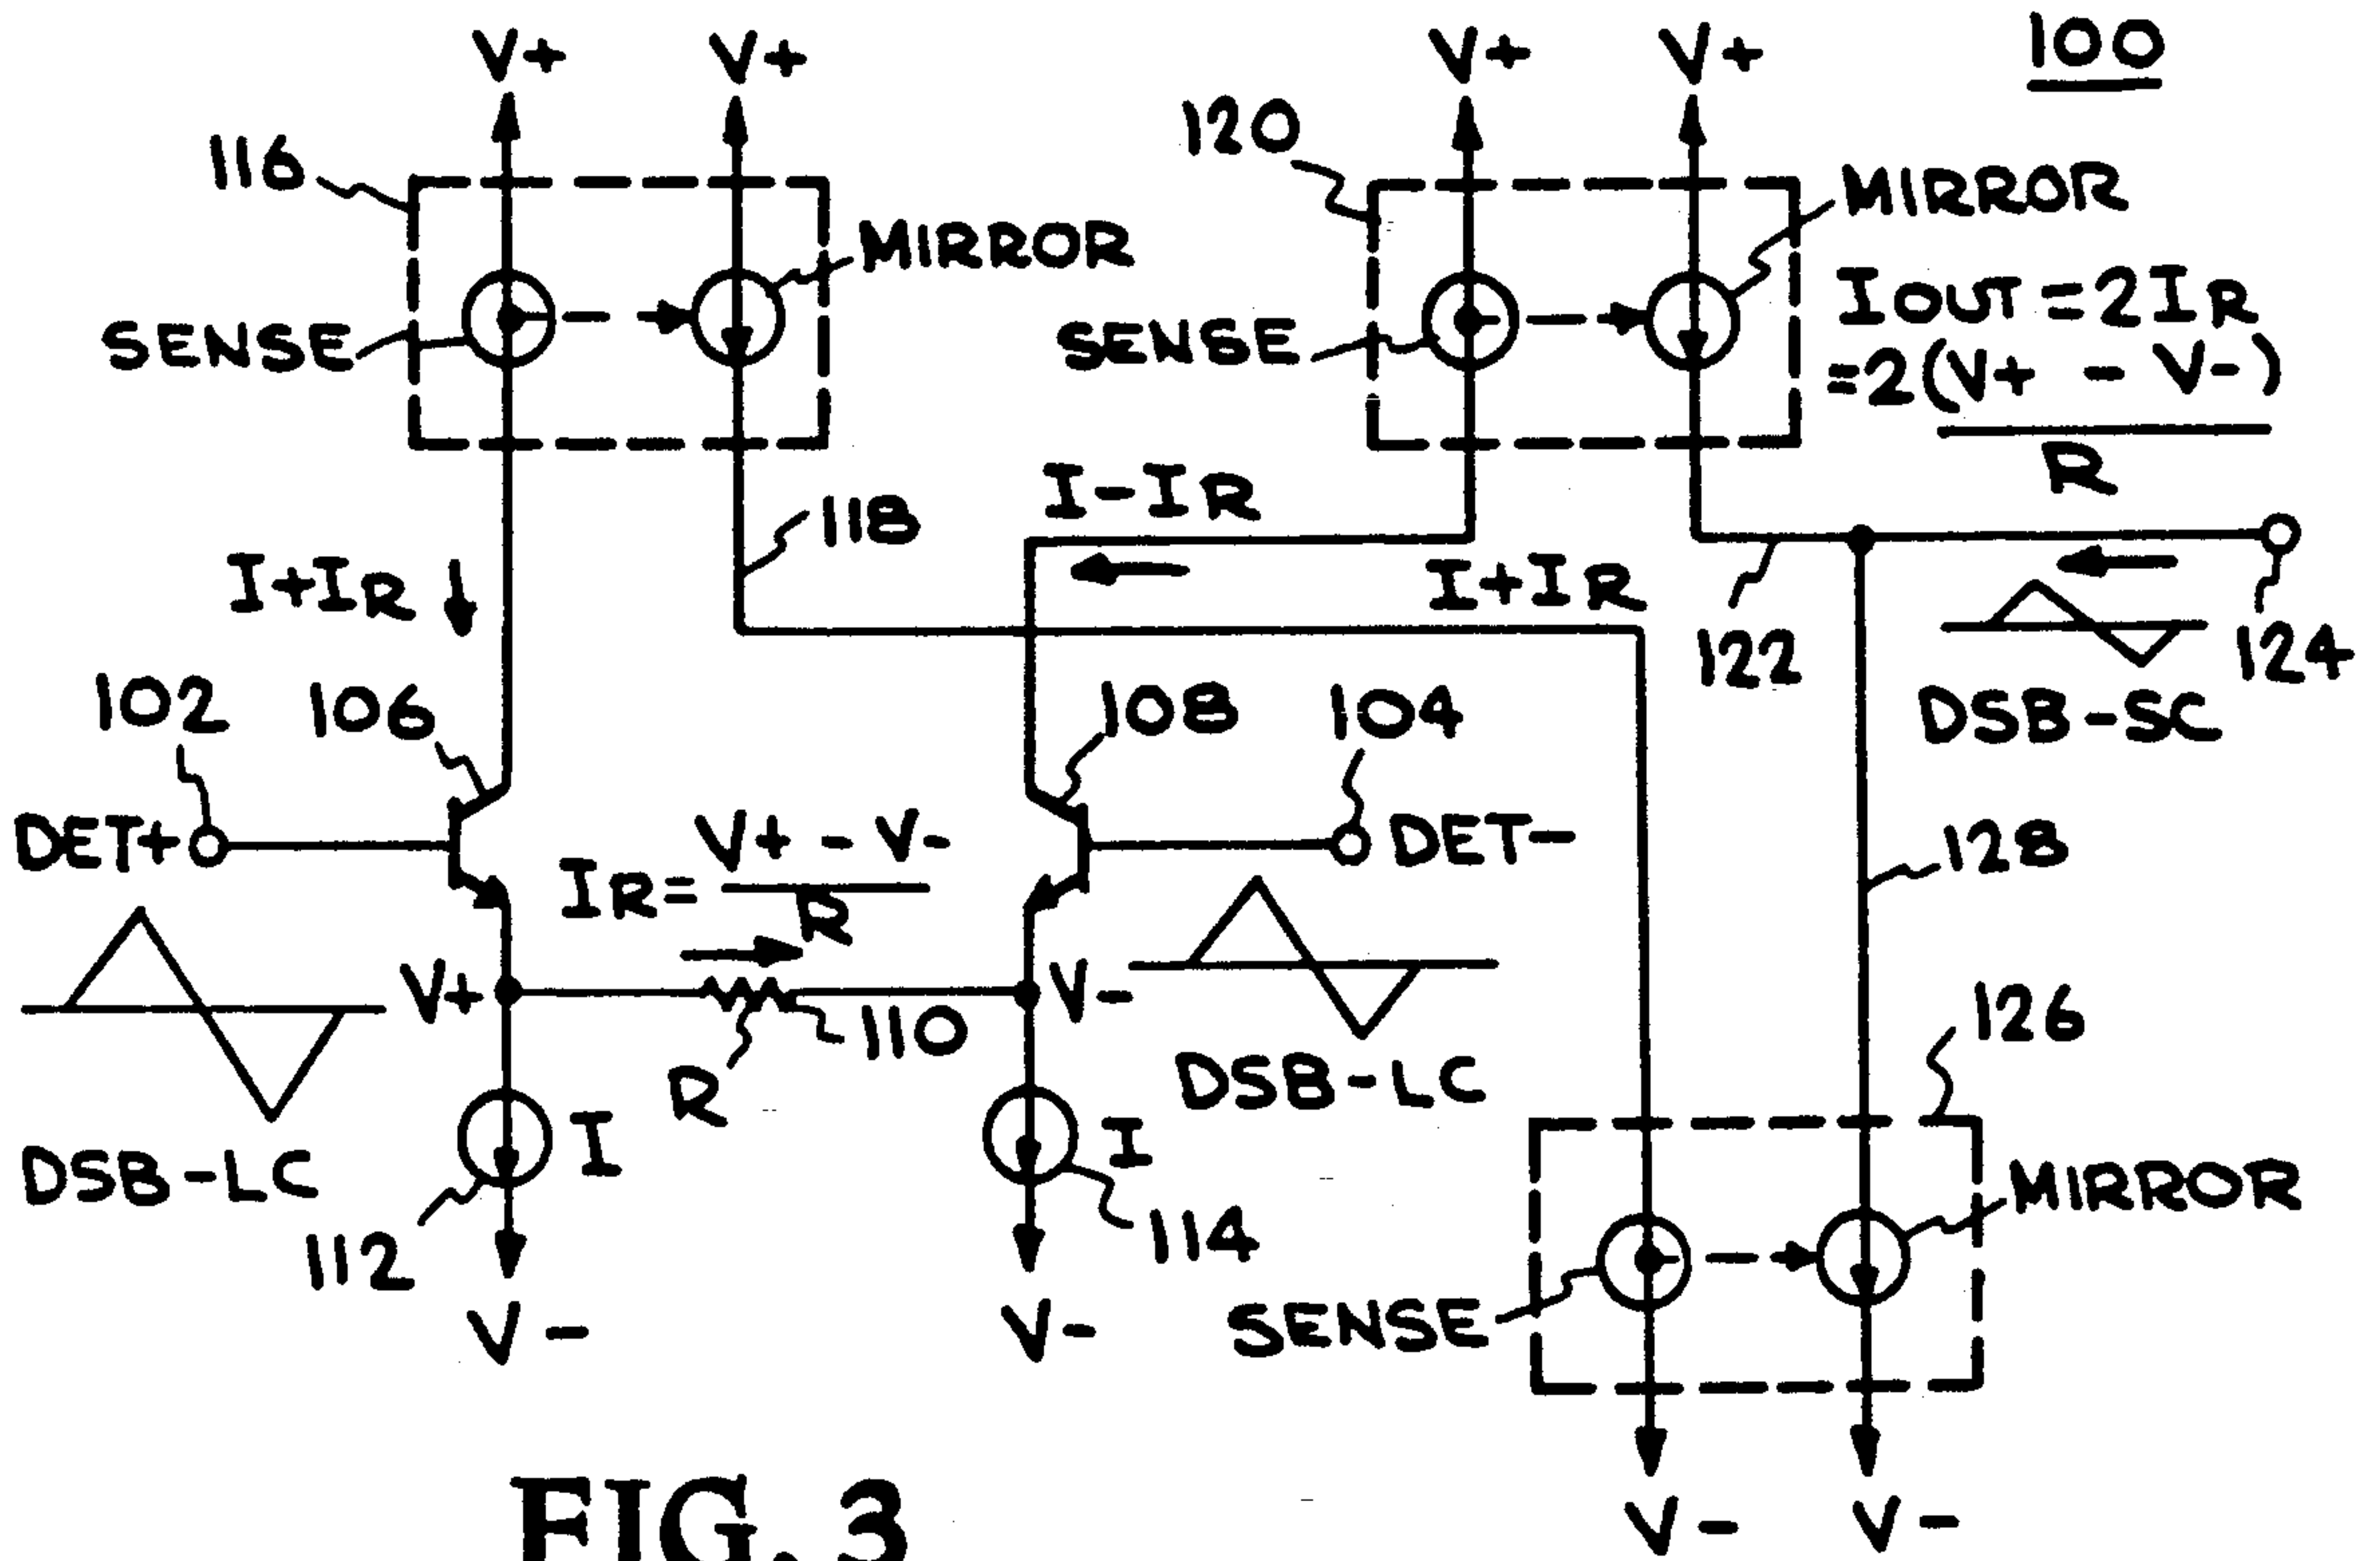 V+
V+
V+
V+
100
116
120
MIRROR
MIRROR
SENSE
SENSE
IOUT = 2IR
=2(V+ - V-)
R
I-IR
118
I+IR
I+IR
122
124
DSB-SC
102
106
108
104
DET+
DET-
128
IR= V+ - V-
R
V+
V-
110
R
DSB-LC
126
I
I
DSB-LC
112
114
MIRROR
SENSE
V-
V-
V-
V-
FIG. 3